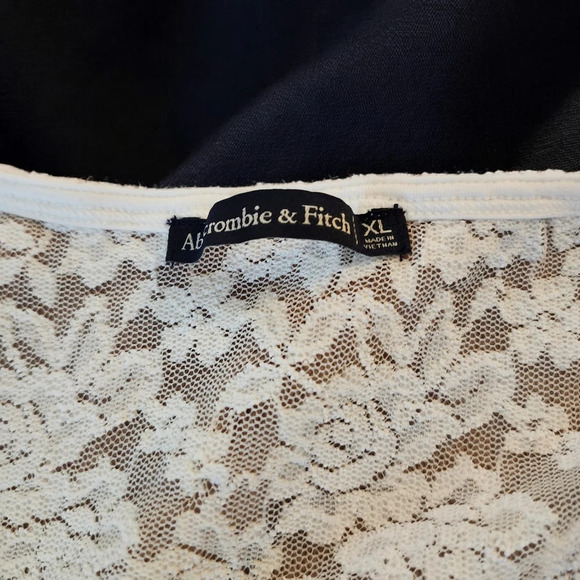 Abercrombie & Fitch
XL
MADE IN
VIETNAM